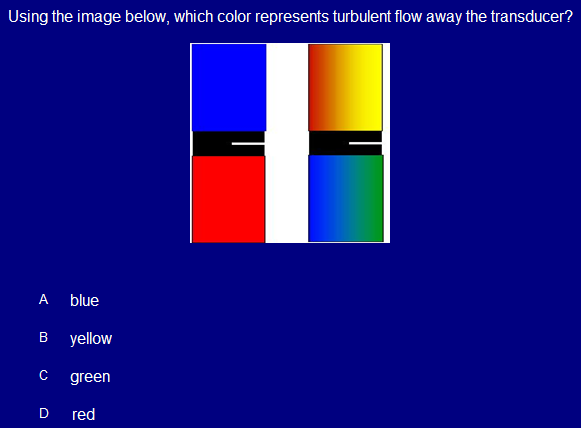 Using the image below, which color represents turbulent flow away the transducer?
A blue
B yellow
C green
D red